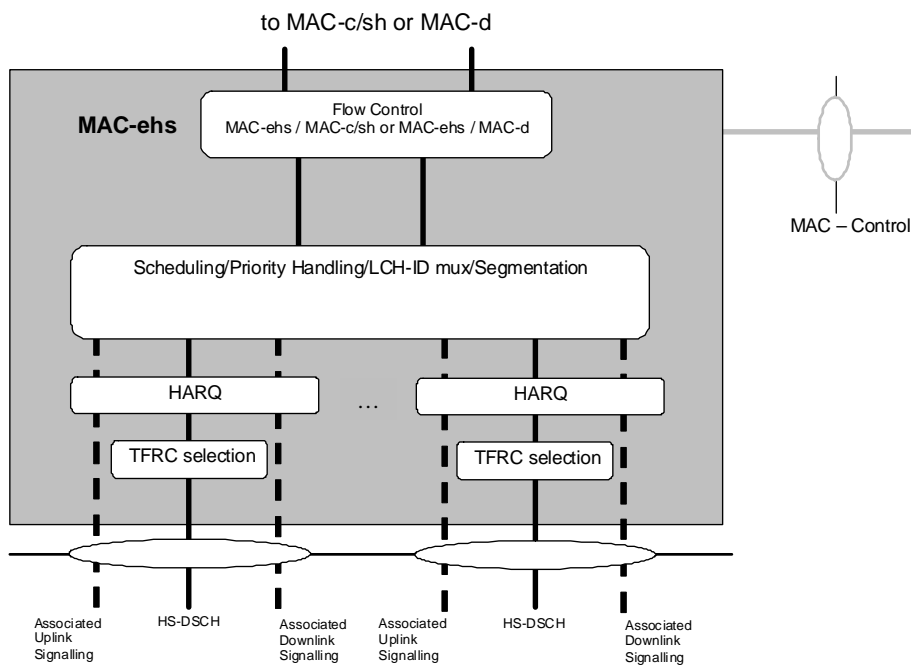 to MAC-c/sh or MAC-d
Flow Control
MAC-ehs / MAC-c/sh or MAC-ehs / MAC-d
MAC-ehs
MAC – Control
Scheduling/Priority Handling/LCH-ID mux/Segmentation
HARQ
…
HARQ
TFRC selection
TFRC selection
Associated
Uplink
Signalling
HS-DSCH
Associated
Downlink
Signalling
Associated
Uplink
Signalling
HS-DSCH
Associated
Downlink
Signalling